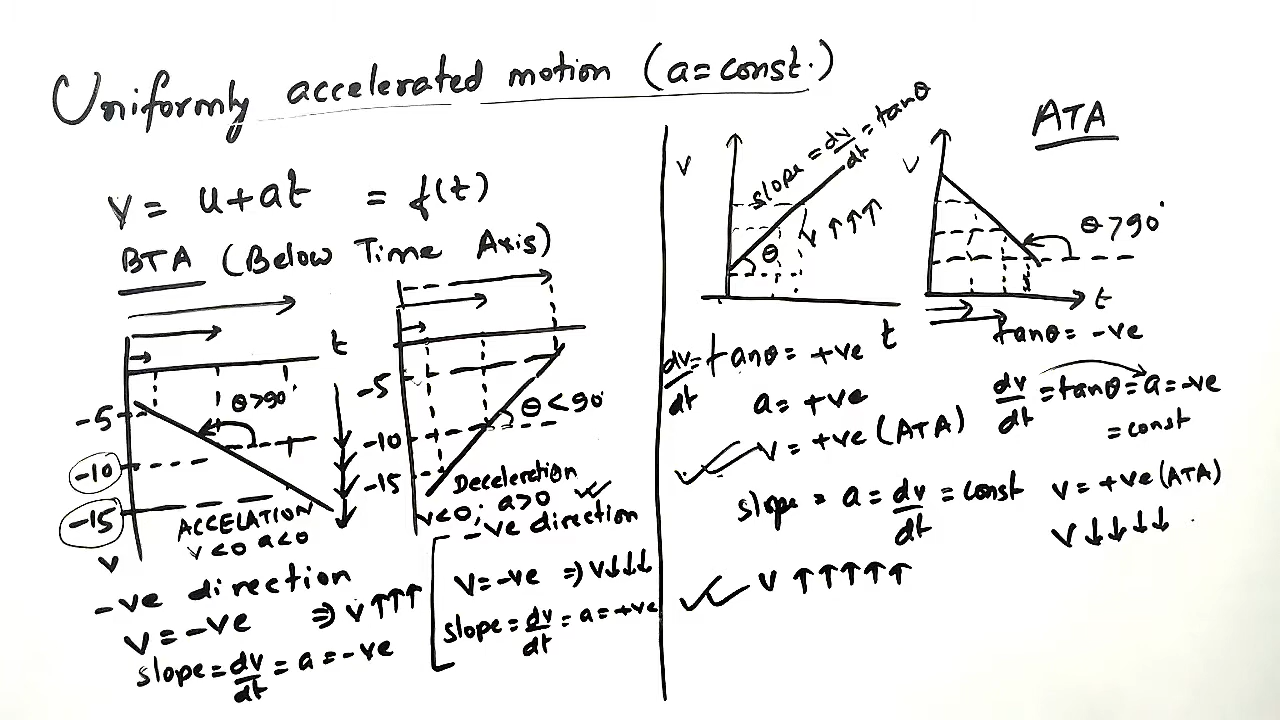 Uniformly accelerated motion (a=const.)
v = u+at = f(t)
BTA (Below Time Axis)
t
-5
-10
-15
v
θ>90°
ACCELATION
v<0 a<0
-ve direction
v = -ve ⇒ v↑↑↑
slope = dv/dt = a = -ve
-5
-10
-15
θ<90°
Deceleration
v<0; a>0
-ve direction
v=-ve ⇒ v↓↓↓
slope = dv/dt = a = +ve
ATA
v
slope = dv/dt = tanθ
θ
v ↑↑↑
t
dv/dt = tanθ = +ve
a = +ve
v = +ve (ATA)
slope = a = dv/dt = const
v ↑↑↑↑↑
v
θ>90°
t
tanθ = -ve
dv/dt = tanθ = a = -ve
= const
v = +ve (ATA)
v↓↓↓↓